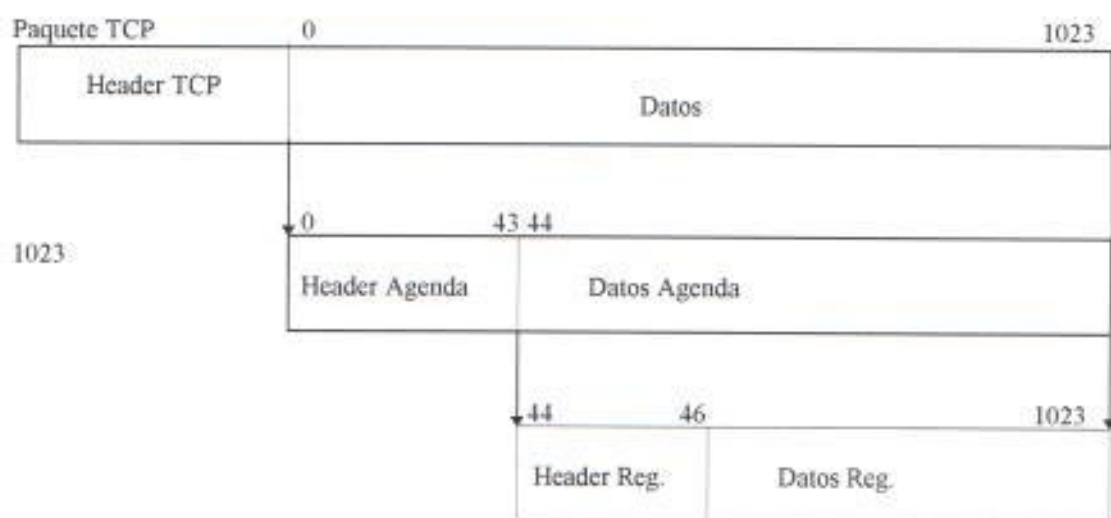 Paquete TCP 0 1023
Header TCP
Datos
0 43 44
1023
Header Agenda Datos Agenda
44 46 1023
Header Reg. Datos Reg.